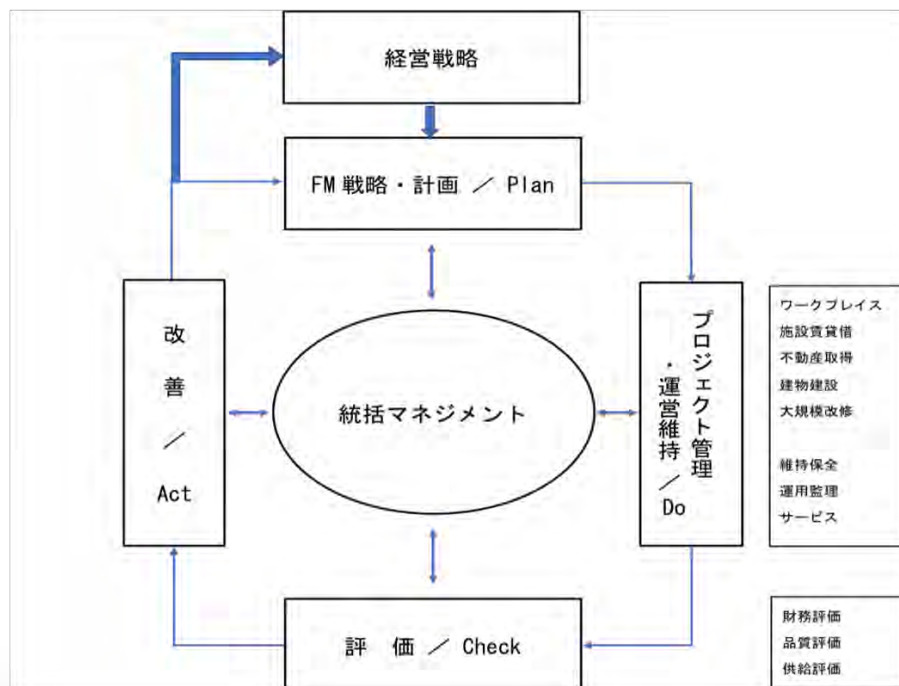 経営戦略
FM 戦略・計画 ／ Plan
改善 ／ Act
統括マネジメント
プロジェクト管理
・運営維持 ／ Do
ワークプレイス
施設賃貸借
不動産取得
建物建設
大規模改修
維持保全
運用監理
サービス
評 価 ／ Check
財務評価
品質評価
供給評価